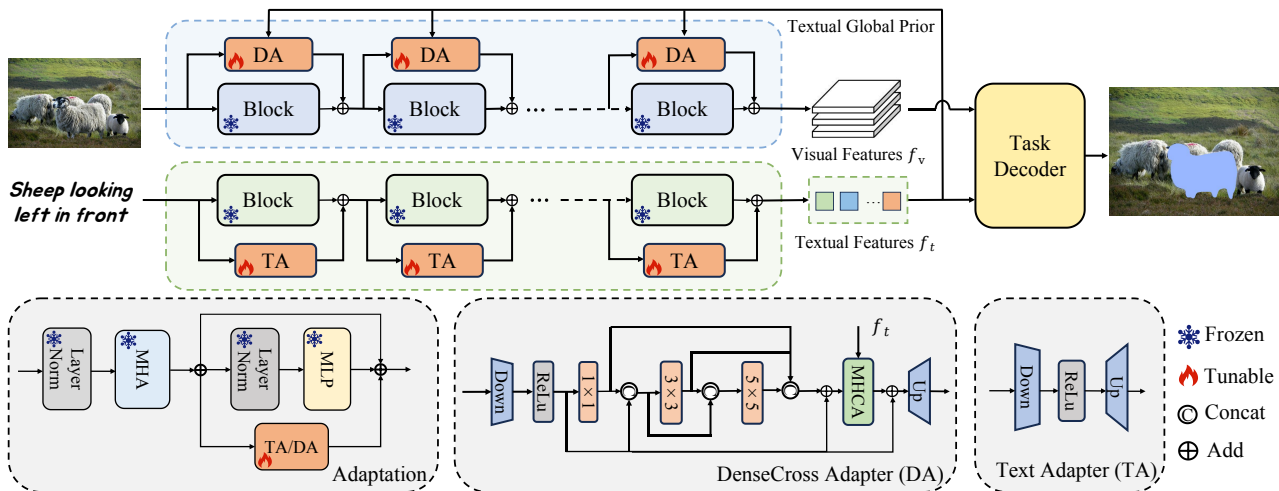 Textual Global Prior
DA
DA
DA
Block
Block
...
Block
Visual Features f_v
Task
Decoder
Sheep looking
left in front
Block
Block
...
Block
TA
TA
TA
...
Textual Features f_t
Layer
Norm
MHA
Layer
Norm
MLP
TA/DA
Adaptation
Down
ReLu
1×1
C
3×3
C
5×5
C
f_t
MHCA
Up
DenseCross Adapter (DA)
Down
ReLu
Up
Text Adapter (TA)
Frozen
Tunable
C Concat
Add